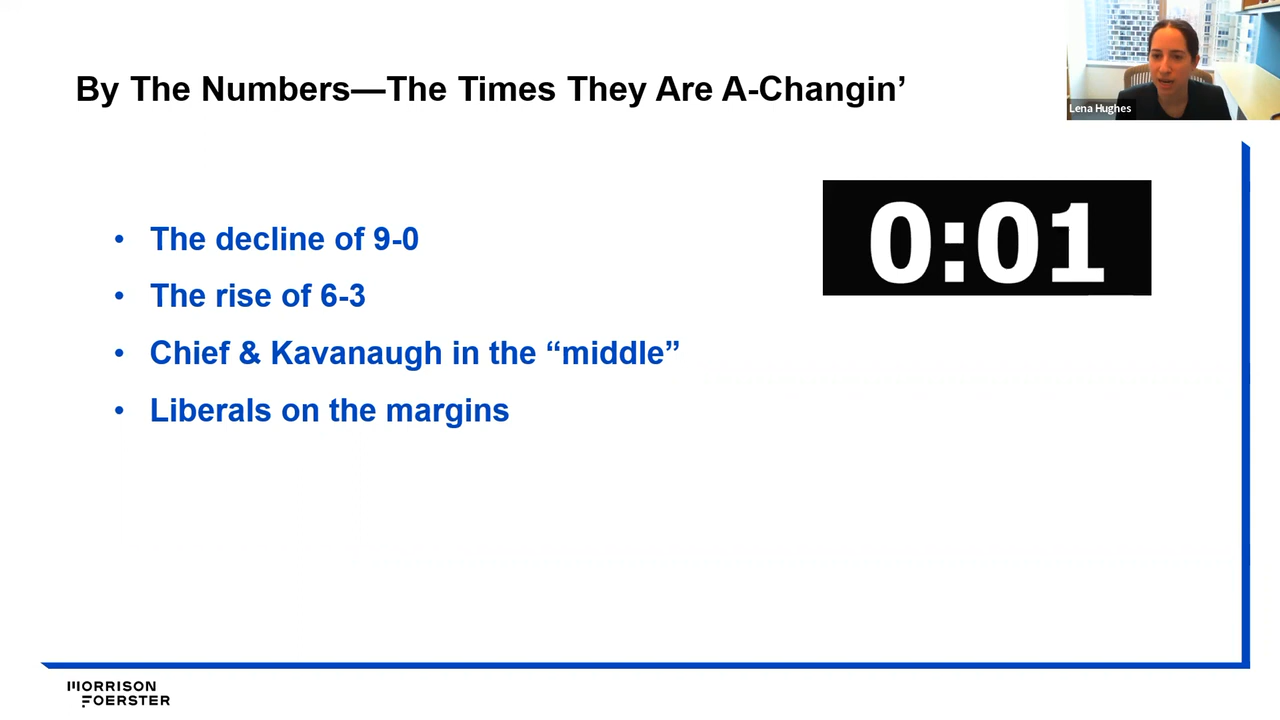 By The Numbers—The Times They Are A-Changin’
Lena Hughes
0:01
• The decline of 9-0
• The rise of 6-3
• Chief & Kavanaugh in the “middle”
• Liberals on the margins
MORRISON
FOERSTER